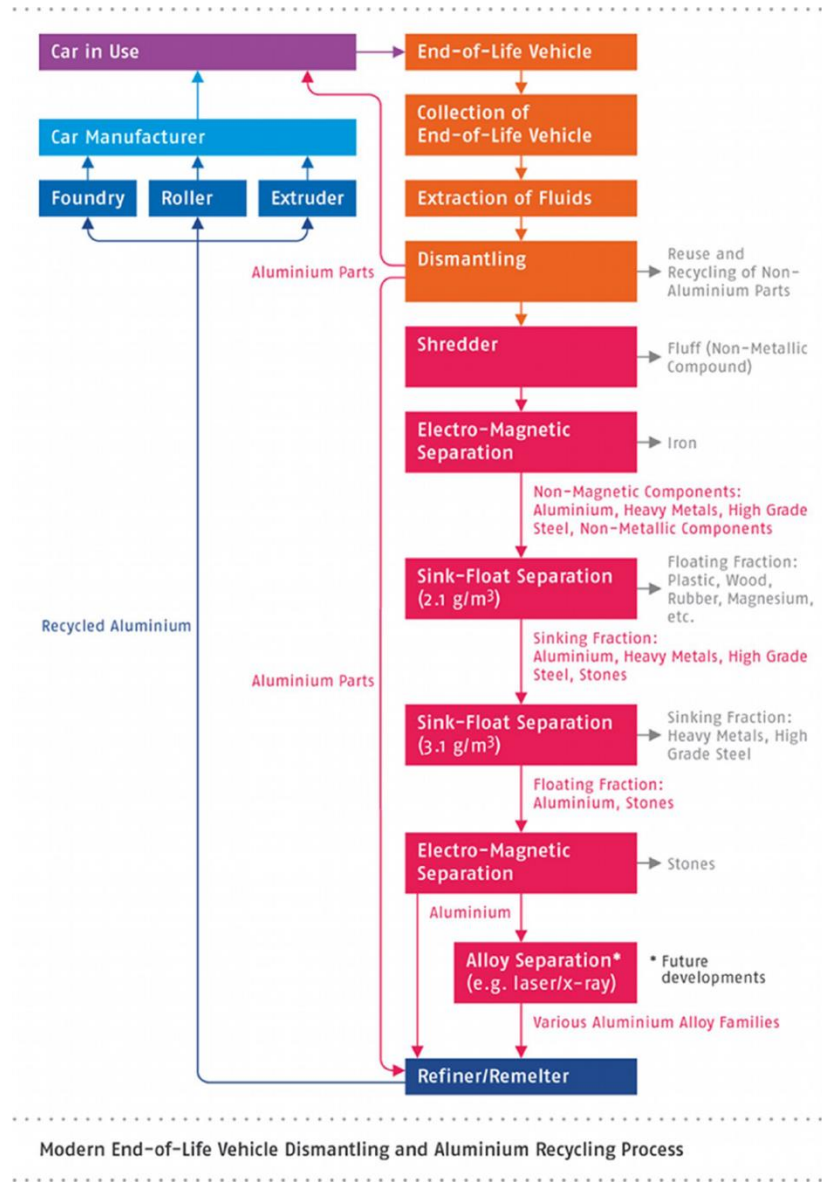 Car in Use
End-of-Life Vehicle
Collection of
End-of-Life Vehicle
Car Manufacturer
Foundry
Roller
Extruder
Extraction of Fluids
Dismantling
Reuse and
Recycling of Non-
Aluminium Parts
Aluminium Parts
Shredder
Fluff (Non-Metallic
Compound)
Electro-Magnetic
Separation
Iron
Non-Magnetic Components:
Aluminium, Heavy Metals, High Grade
Steel, Non-Metallic Components
Sink-Float Separation
(2.1 g/m³)
Floating Fraction:
Plastic, Wood,
Rubber, Magnesium,
etc.
Recycled Aluminium
Sinking Fraction:
Aluminium, Heavy Metals, High Grade
Steel, Stones
Aluminium Parts
Sink-Float Separation
(3.1 g/m³)
Sinking Fraction:
Heavy Metals, High
Grade Steel
Floating Fraction:
Aluminium, Stones
Electro-Magnetic
Separation
Stones
Aluminium
Alloy Separation*
(e.g. laser/x-ray)
* Future
developments
Various Aluminium Alloy Families
Refiner/Remelter
Modern End-of-Life Vehicle Dismantling and Aluminium Recycling Process